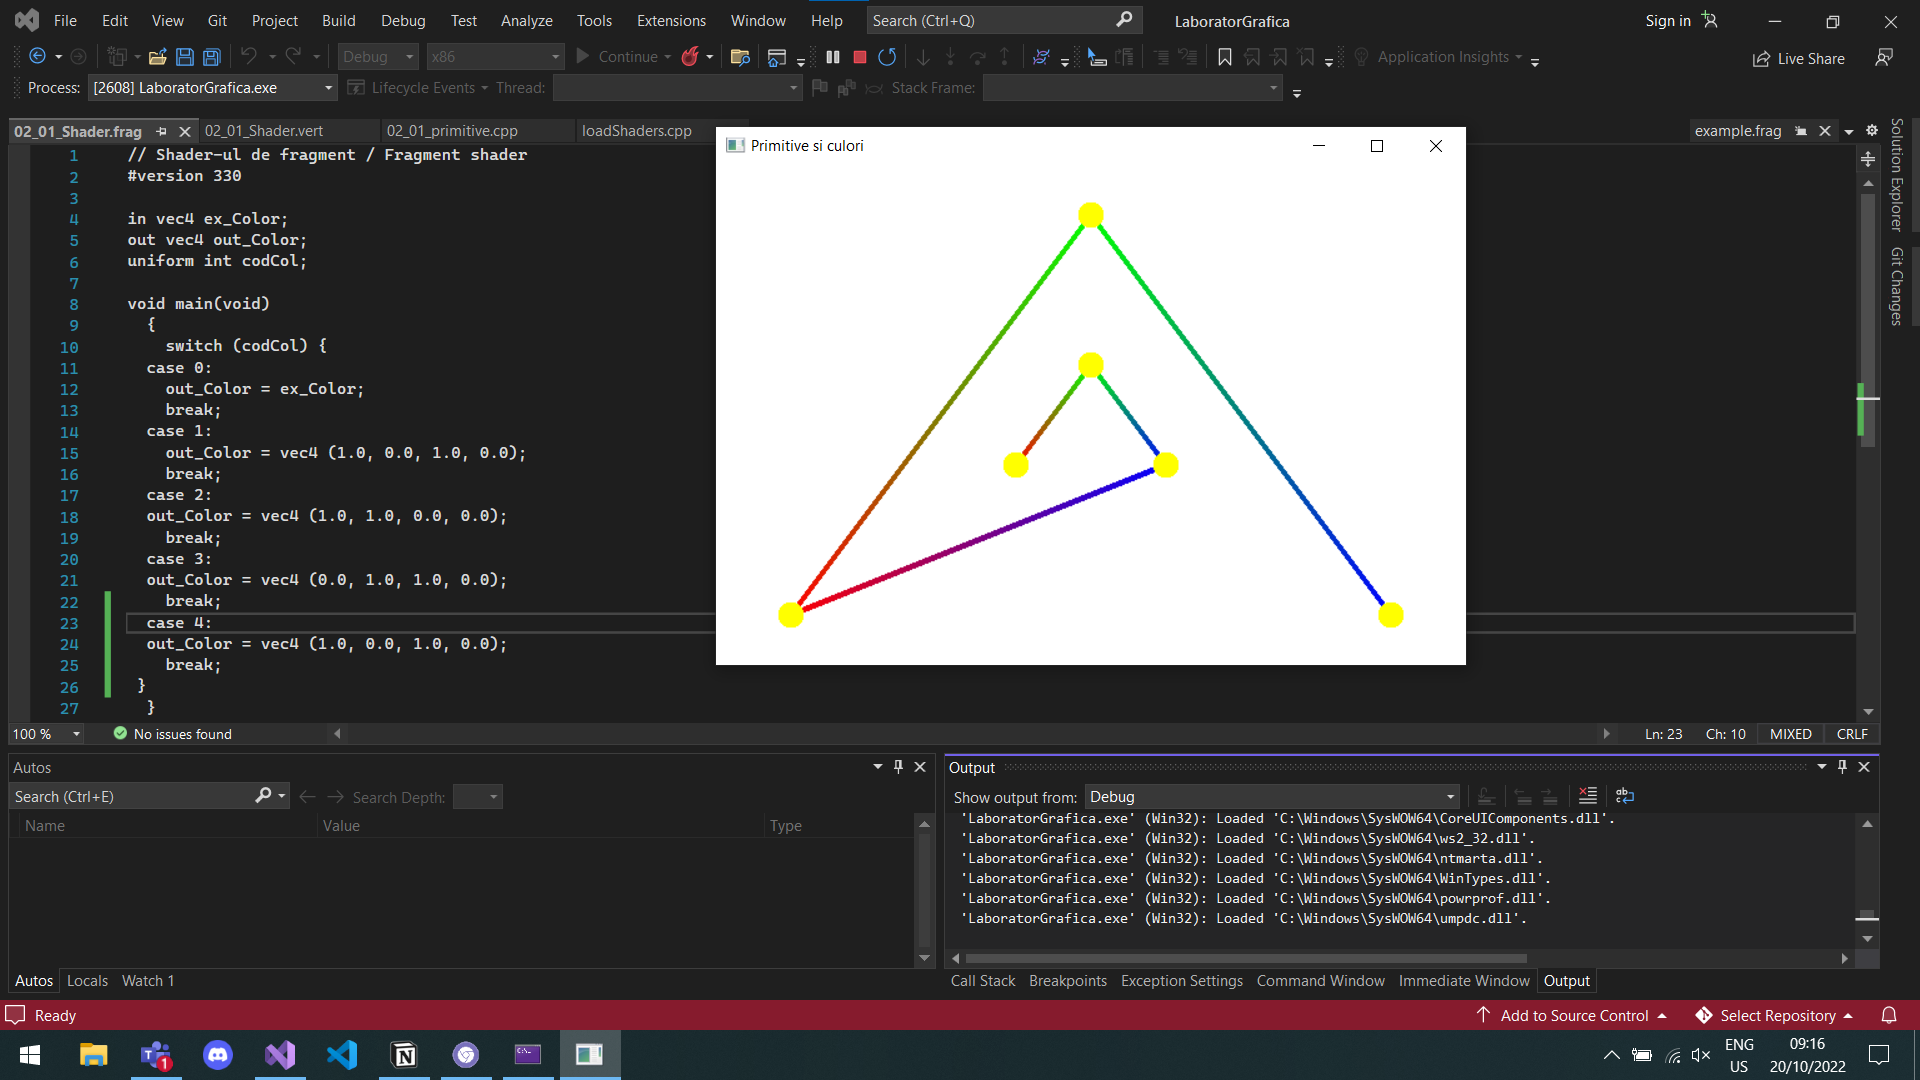 File Edit View Git Project Build Debug Test Analyze Tools Extensions Window Help Search (Ctrl+Q) LaboratorGrafica Sign in
Debug x86 Continue Application Insights Live Share
Process: [2608] LaboratorGrafica.exe Lifecycle Events Thread: Stack Frame:
02_01_Shader.frag 02_01_Shader.vert 02_01_primitive.cpp loadShaders.cpp example.frag
Primitive si culori
1 // Shader-ul de fragment / Fragment shader
2 #version 330
3
4 in vec4 ex_Color;
5 out vec4 out_Color;
6 uniform int codCol;
7
8 void main(void)
9 {
10 switch (codCol) {
11 case 0:
12 out_Color = ex_Color;
13 break;
14 case 1:
15 out_Color = vec4 (1.0, 0.0, 1.0, 0.0);
16 break;
17 case 2:
18 out_Color = vec4 (1.0, 1.0, 0.0, 0.0);
19 break;
20 case 3:
21 out_Color = vec4 (0.0, 1.0, 1.0, 0.0);
22 break;
23 case 4:
24 out_Color = vec4 (1.0, 0.0, 1.0, 0.0);
25 break;
26 }
27 }
Solution Explorer
Git Changes
100 % No issues found Ln: 23 Ch: 10 MIXED CRLF
Autos
Search (Ctrl+E) Search Depth:
Name Value Type
Autos Locals Watch 1
Output
Show output from: Debug
'LaboratorGrafica.exe' (Win32): Loaded 'C:\Windows\SysWOW64\CoreUIComponents.dll'.
'LaboratorGrafica.exe' (Win32): Loaded 'C:\Windows\SysWOW64\ws2_32.dll'.
'LaboratorGrafica.exe' (Win32): Loaded 'C:\Windows\SysWOW64\ntmarta.dll'.
'LaboratorGrafica.exe' (Win32): Loaded 'C:\Windows\SysWOW64\WinTypes.dll'.
'LaboratorGrafica.exe' (Win32): Loaded 'C:\Windows\SysWOW64\powrprof.dll'.
'LaboratorGrafica.exe' (Win32): Loaded 'C:\Windows\SysWOW64\umpdc.dll'.
Call Stack Breakpoints Exception Settings Command Window Immediate Window Output
Ready Add to Source Control Select Repository
1
ENG
US
09:16
20/10/2022